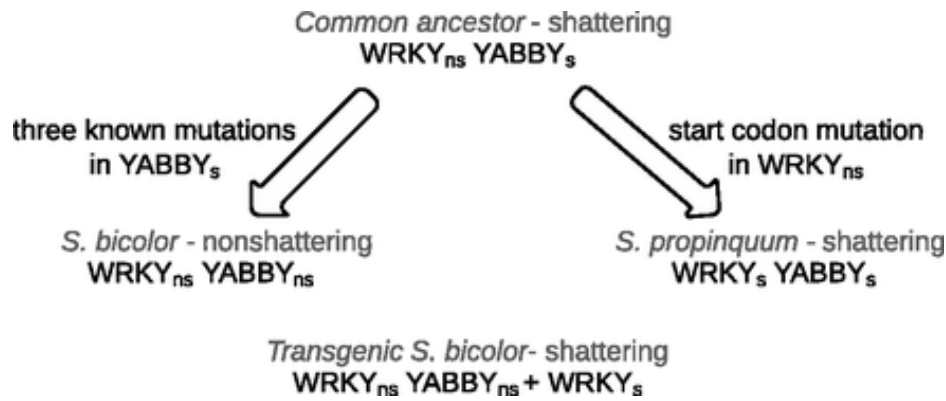 Common ancestor - shattering
WRKYns YABBYs
three known mutations
in YABBYs
start codon mutation
in WRKYns
S. bicolor - nonshattering
WRKYns YABBYns
S. propinquum - shattering
WRKYs YABBYs
Transgenic S. bicolor- shattering
WRKYns YABBYns + WRKYs